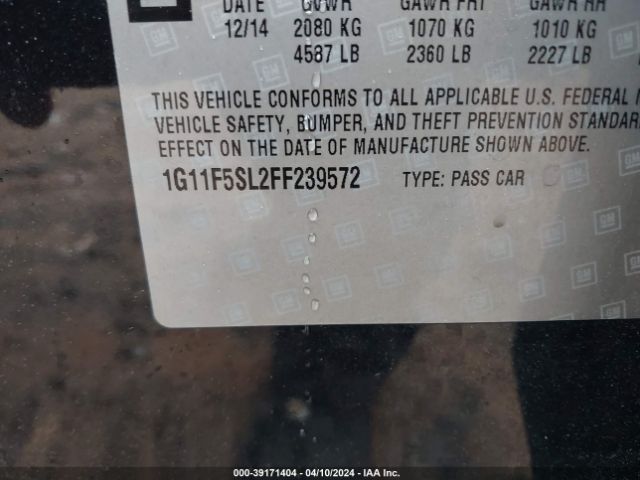 DATE GVWR GAWR FRT GAWR RR
12/14 2080 KG 1070 KG 1010 KG
4587 LB 2360 LB 2227 LB
THIS VEHICLE CONFORMS TO ALL APPLICABLE U.S. FEDERAL
VEHICLE SAFETY, BUMPER, AND THEFT PREVENTION STANDAR
EFFECT ON THE DATE OF MANUFACTURE SHOWN ABOVE.
1G11F5SL2FF239572 TYPE: PASS CAR
GM
000-39171404 / 04/10/2024 / IAA Inc.